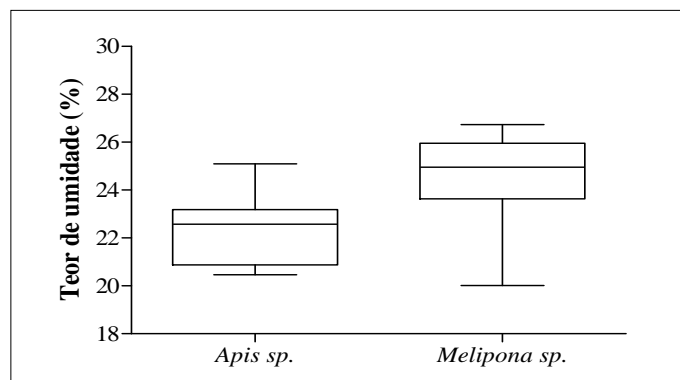 Teor de umidade (%)
30
28
26
24
22
20
18
Apis sp.
Melipona sp.